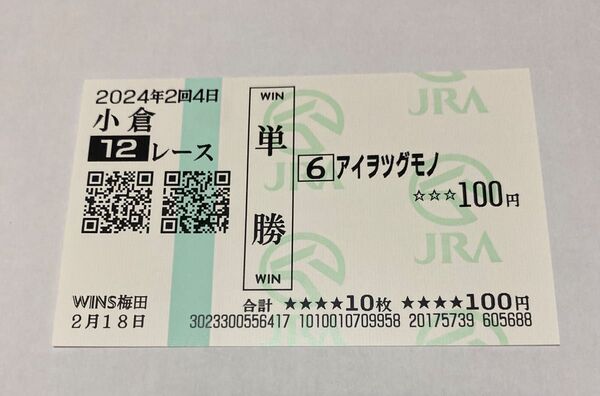 2024年2回4日
小倉
12レース
WINS梅田
2月18日
WIN
単勝
WIN
6 アイヲツグモノ
☆☆☆100円
JRA
JRA
合計 ★★★★10枚 ★★★★100円
3023300556417 1010010709958 20175739 605688